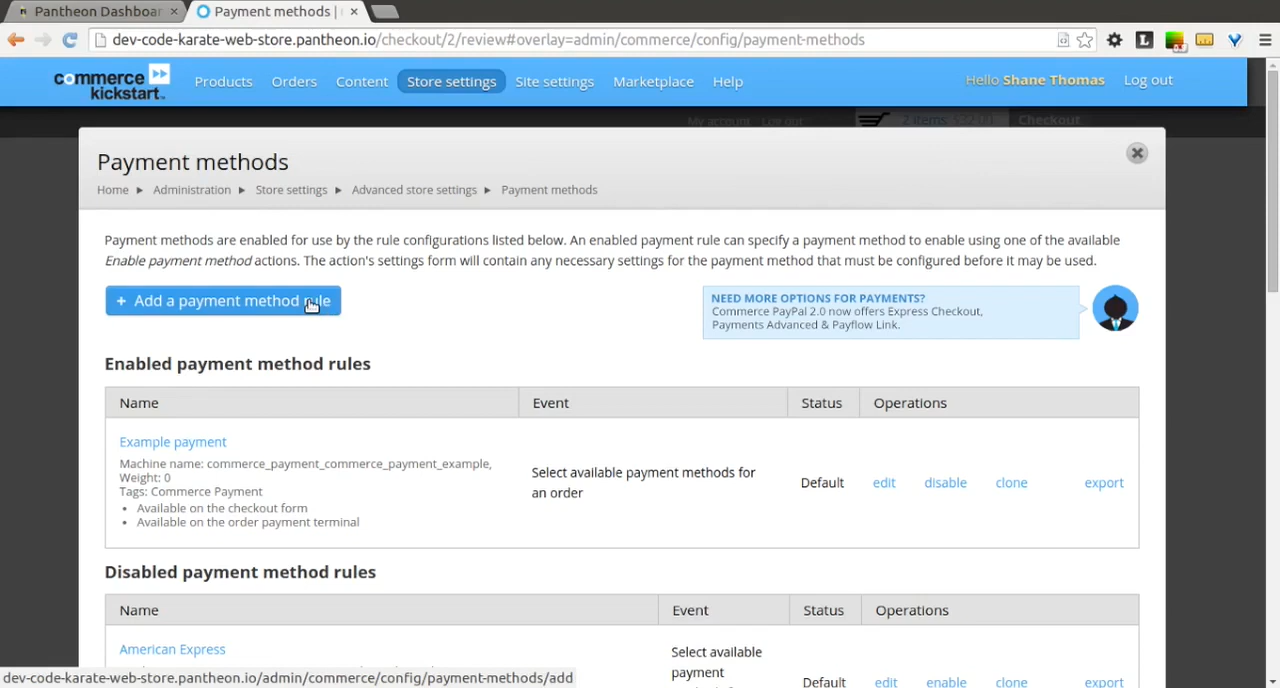 Pantheon Dashboar
Payment methods |
dev-code-karate-web-store.pantheon.io/checkout/2/review#overlay=admin/commerce/config/payment-methods
commerce
kickstart
Products
Orders
Content
Store settings
Site settings
Marketplace
Help
Hello Shane Thomas
Log out
My account Log out
2 items $32.00
Checkout
Payment methods
Home ▸ Administration ▸ Store settings ▸ Advanced store settings ▸ Payment methods
Payment methods are enabled for use by the rule configurations listed below. An enabled payment rule can specify a payment method to enable using one of the available
Enable payment method actions. The action's settings form will contain any necessary settings for the payment method that must be configured before it may be used.
+ Add a payment method rule
NEED MORE OPTIONS FOR PAYMENTS?
Commerce PayPal 2.0 now offers Express Checkout,
Payments Advanced & Payflow Link.
Enabled payment method rules
Name Event Status Operations
Example payment
Machine name: commerce_payment_commerce_payment_example,
Weight: 0
Tags: Commerce Payment
• Available on the checkout form
• Available on the order payment terminal
Select available payment methods for
an order
Default edit disable clone export
Disabled payment method rules
Name Event Status Operations
American Express
Select available
payment
Default edit enable clone export
dev-code-karate-web-store.pantheon.io/admin/commerce/config/payment-methods/add